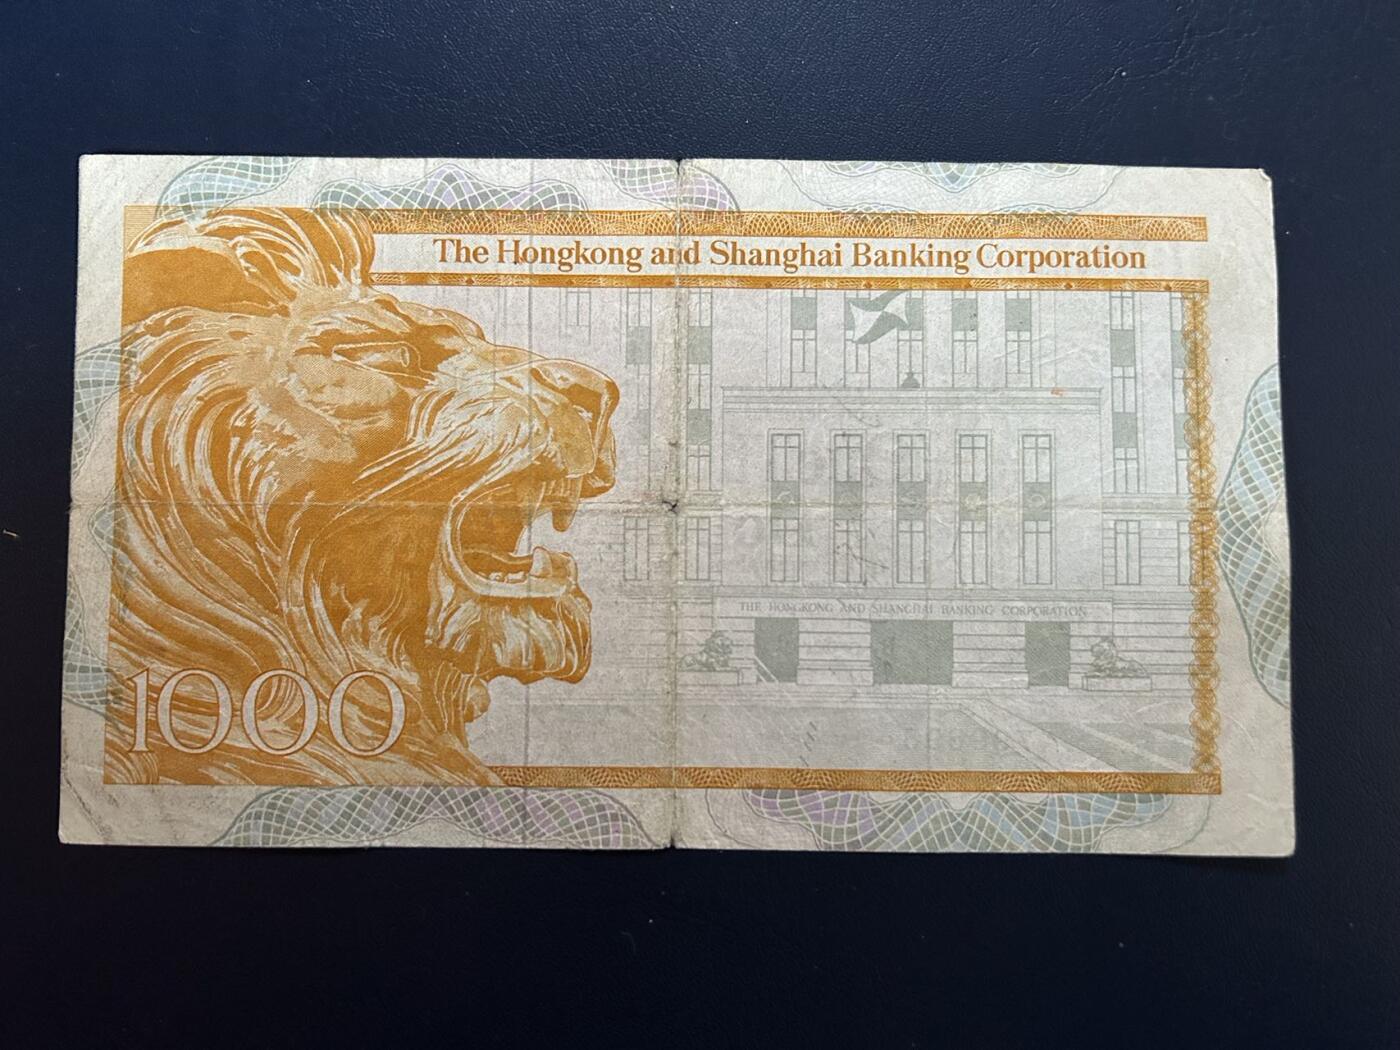 The Hongkong and Shanghai Banking Corporation
THE HONGKONG AND SHANGHAI BANKING CORPORATION
1000